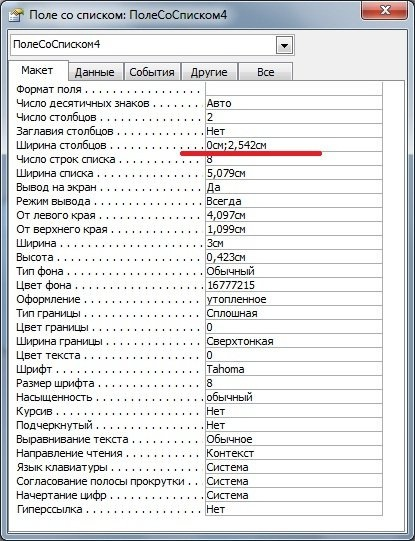 Поле со списком: ПолеСоСписком4
ПолеСоСписком4
Макет Данные События Другие Все
Формат поля . . . . . . . . . . . . . . . . .
Число десятичных знаков . . . . Авто
Число столбцов . . . . . . . . . . . . . 2
Заглавия столбцов . . . . . . . . . . Нет
Ширина столбцов . . . . . . . . . . . 0см;2,542см
Число строк списка . . . . . . . . . . 8
Ширина списка . . . . . . . . . . . . . . 5,079см
Вывод на экран . . . . . . . . . . . . . Да
Режим вывода . . . . . . . . . . . . . . Всегда
От левого края . . . . . . . . . . . . . 4,097см
От верхнего края . . . . . . . . . . . 1,099см
Ширина . . . . . . . . . . . . . . . . . . . . 3см
Высота . . . . . . . . . . . . . . . . . . . . 0,423см
Тип фона . . . . . . . . . . . . . . . . . . . Обычный
Цвет фона . . . . . . . . . . . . . . . . . . 16777215
Оформление . . . . . . . . . . . . . . . . утопленное
Тип границы . . . . . . . . . . . . . . . . Сплошная
Цвет границы . . . . . . . . . . . . . . . 0
Ширина границы . . . . . . . . . . . . Сверхтонкая
Цвет текста . . . . . . . . . . . . . . . . 0
Шрифт . . . . . . . . . . . . . . . . . . . . . Tahoma
Размер шрифта . . . . . . . . . . . . . 8
Насыщенность . . . . . . . . . . . . . . обычный
Курсив . . . . . . . . . . . . . . . . . . . . . Нет
Подчеркнутый . . . . . . . . . . . . . . Нет
Выравнивание текста . . . . . . . . Обычное
Направление чтения . . . . . . . . . Контекст
Язык клавиатуры . . . . . . . . . . . . Система
Согласование полосы прокрутки . . Система
Начертание цифр . . . . . . . . . . . . Система
Гиперссылка . . . . . . . . . . . . . . . . Нет